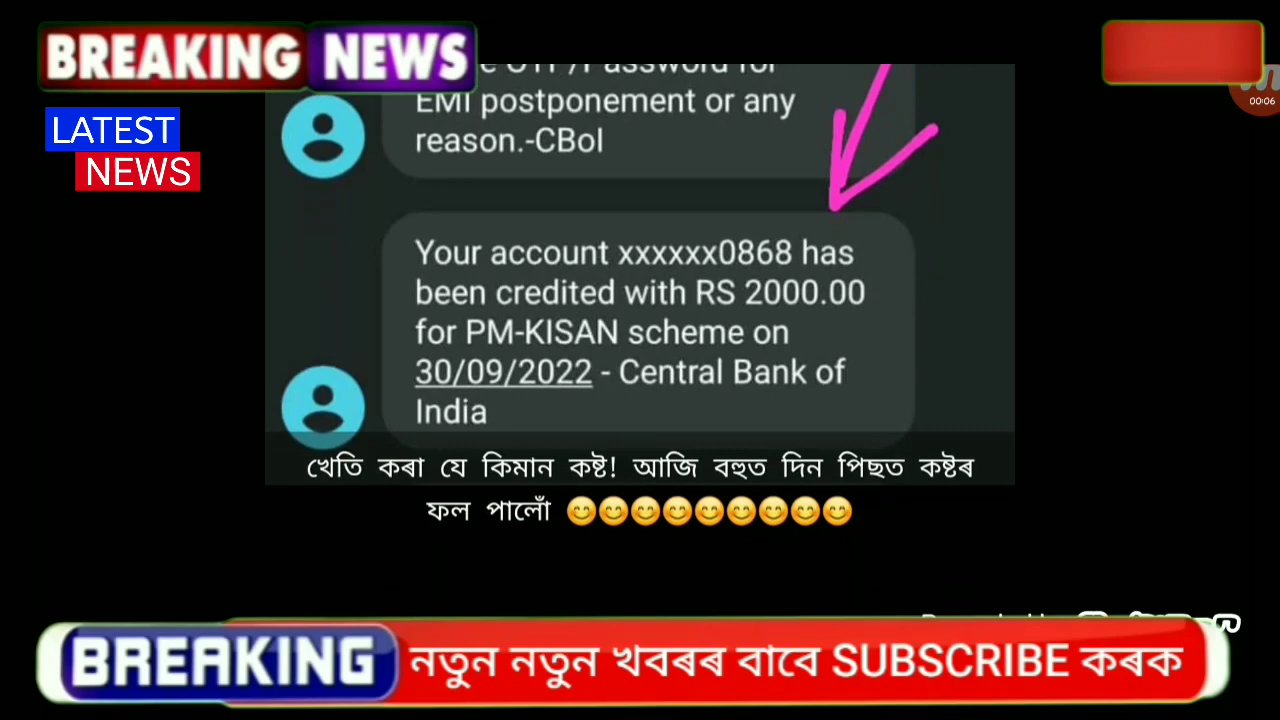 BREAKING NEWS
LATEST
NEWS
00:06
EMI postponement or any
reason.-CBoI
Your account xxxxxx0868 has
been credited with RS 2000.00
for PM-KISAN scheme on
30/09/2022 - Central Bank of
India
খেতি কৰা যে কিমান কষ্ট! আজি বহুত দিন পিছত কষ্টৰ
ফল পালোঁ 😊😊😊😊😊😊😊😊😊
BREAKING নতুন নতুন খবৰৰ বাবে SUBSCRIBE কৰক